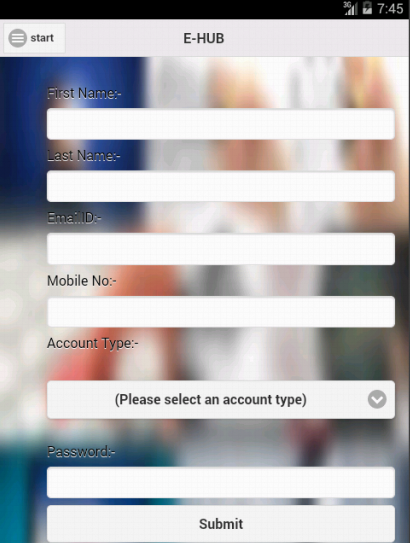 3G 7:45
start E-HUB
First Name:-
Last Name:-
Email ID:-
Mobile No:-
Account Type:-
(Please select an account type)
Password:-
Submit